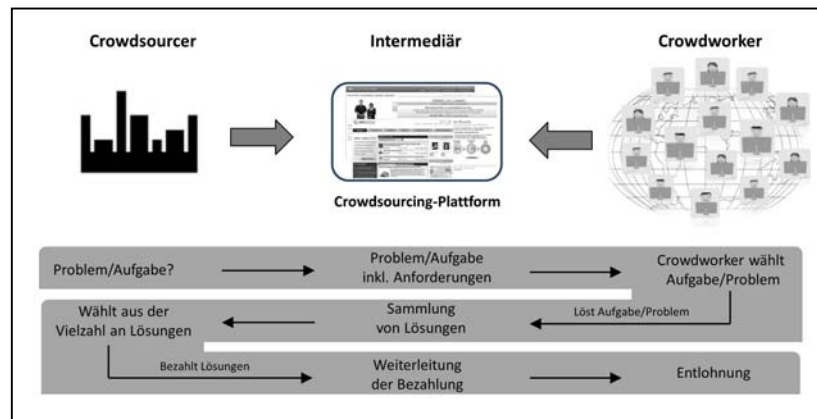 Crowdsourcer
Intermediär
Crowdworker
Crowdsourcing-Plattform
Problem/Aufgabe?
Problem/Aufgabe
inkl. Anforderungen
Crowdworker wählt
Aufgabe/Problem
Wählt aus der
Vielzahl an Lösungen
Sammlung
von Lösungen
Löst Aufgabe/Problem
Bezahlt Lösungen
Weiterleitung
der Bezahlung
Entlohnung